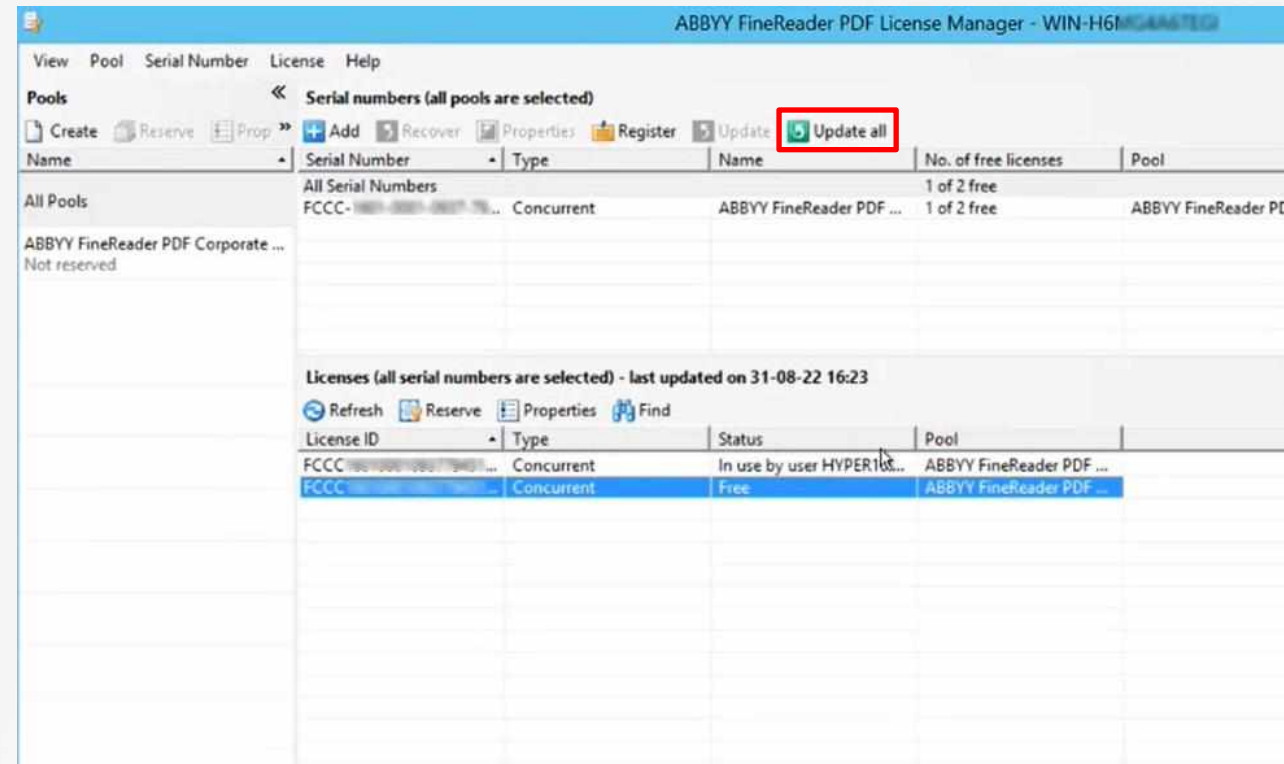 ABBYY FineReader PDF License Manager - WIN-H6
View Pool Serial Number License Help
Pools «
Create Reserve Prop »
Name
All Pools
ABBYY FineReader PDF Corporate ...
Not reserved
Serial numbers (all pools are selected)
Add Recover Properties Register Update Update all
Serial Number Type Name No. of free licenses Pool
All Serial Numbers 1 of 2 free
FCCC- ... Concurrent ABBYY FineReader PDF ... 1 of 2 free ABBYY FineReader PD
Licenses (all serial numbers are selected) - last updated on 31-08-22 16:23
Refresh Reserve Properties Find
License ID Type Status Pool
FCCC ... Concurrent In use by user ABBYY FineReader PDF ...
FCCC ... Concurrent Free ABBYY FineReader PDF ...